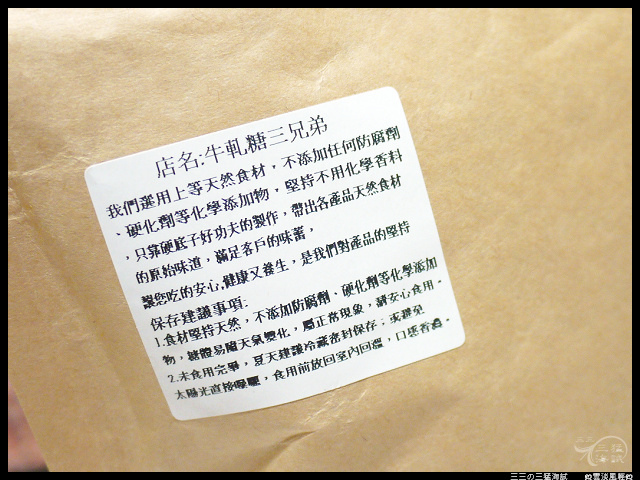 店名:牛軋糖三兄弟
我們選用上等天然食材，不添加任何防腐劑
、硬化劑等化學添加物，堅持不用化學香料
，只靠硬底子好功夫的製作，帶出各產品天然食材
的原始味道，滿足客戶的味蕾，
讓您吃的安心,健康又養生，是我們對產品的堅持
保存建議事項:
1.食材堅持天然，不添加防腐劑、硬化劑等化學添加
物，糖體易隨天氣變化，屬正常現象，請安心食用。
2.未食用完畢，夏天建議冷藏密封保存；或避免
太陽光直接曝曬，食用前放回室內回溫，口感香濃。
三三の三猛海賊
雲淡風輕